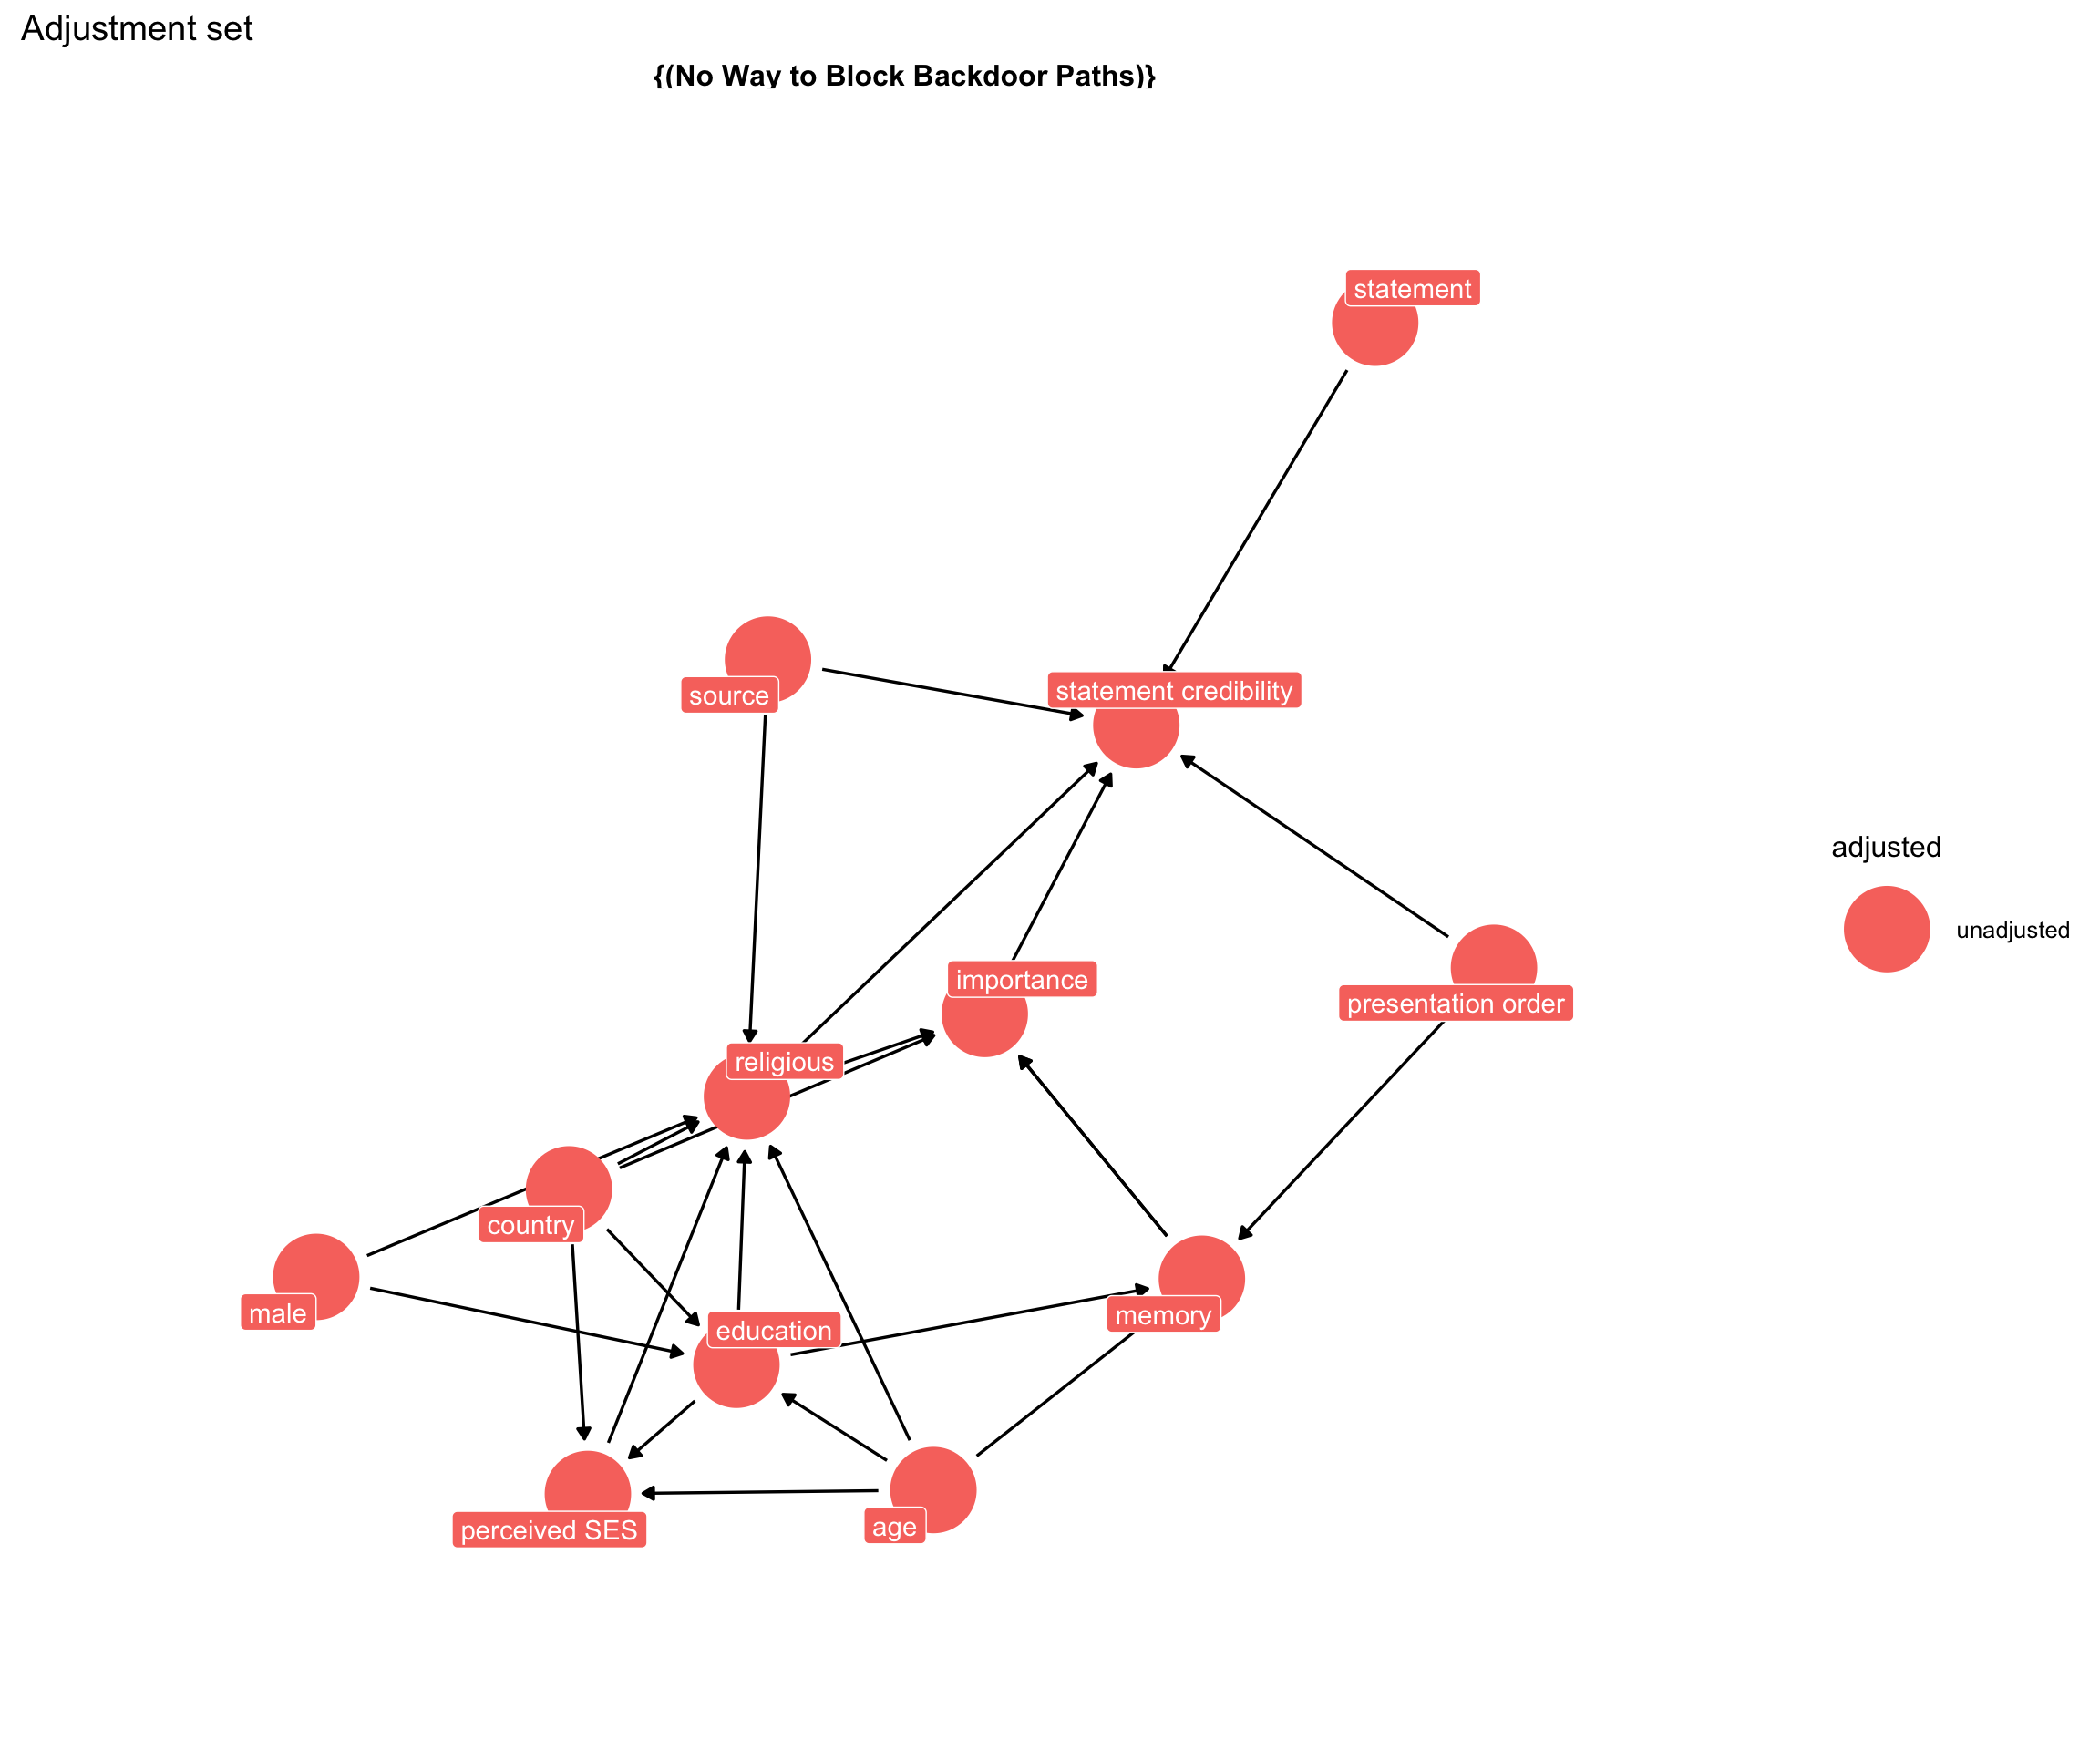 Adjustment set
{(No Way to Block Backdoor Paths)}
statement
statement credibility
source
adjusted
unadjusted
importance
presentation order
religious
country
male
education
memory
perceived SES
age